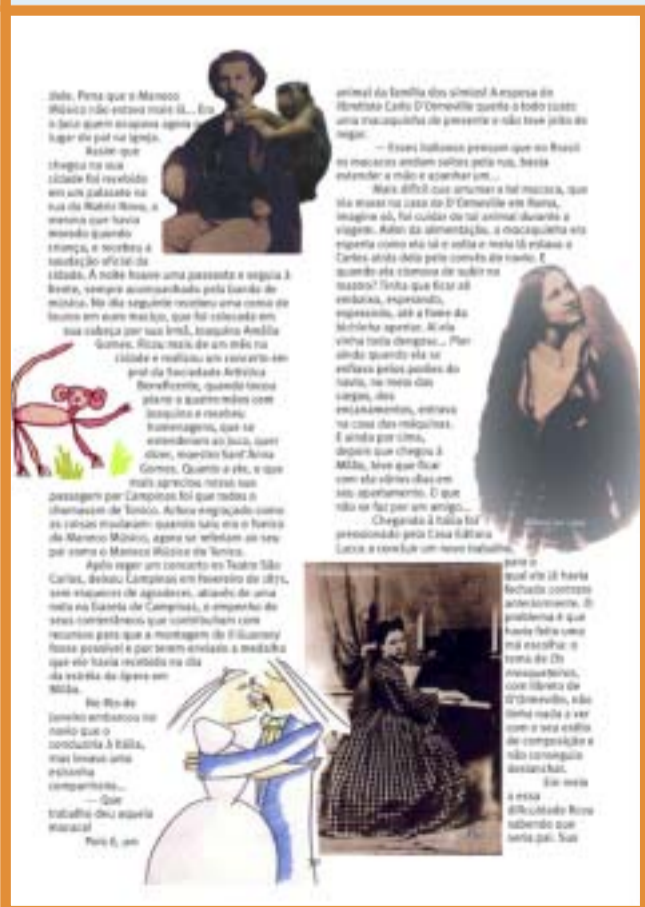 dele. Pena que o Maneco
Músico não estava mais lá... Era
o Juca quem ocupava agora o
lugar do pai na Igreja.
Assim que
chegou na sua
cidade foi recebido
em um palacete na
rua da Matriz Nova, a
mesma que havia
morado quando
criança, e recebeu a
saudação oficial da
cidade. À noite houve uma passeata e seguiu à
frente, sempre acompanhado pela banda de
música. No dia seguinte recebeu uma coroa de
louros em ouro maciço, que foi colocada em
sua cabeça por sua irmã, Joaquina Amália
Gomes. Ficou mais de um mês na
cidade e realizou um concerto em
prol da Sociedade Artística
Beneficente, quando tocou
piano a quatro mãos com
Joaquina e recebeu
homenagens, que se
estenderam ao Juca, quer
dizer, maestro Sant'Anna
Gomes. Quanto a ele, o que
mais apreciou nessa sua
passagem por Campinas foi que todos o
chamavam de Tonico. Achou engraçado como
as coisas mudaram: quando saiu era o Tonico
do Maneco Músico, agora se referiam ao seu
pai como o Maneco Músico do Tonico.
Após reger um concerto no Teatro São
Carlos, deixou Campinas em fevereiro de 1871,
sem esquecer de agradecer, através de uma
nota na Gazeta de Campinas, o empenho de
seus conterrâneos que contribuíram com
recursos para que a montagem do Il Guarany
fosse possível e por terem enviado a medalha
que ele havia recebido no dia
da estréia da ópera em
Milão.
No Rio de
Janeiro embarcou no
navio que o
conduziria à Itália,
mas levava uma
estranha
companheira...
— Que
trabalho deu aquela
macaca!
Pois é, um
animal da família dos símios! A esposa do
libretista Carlo D'Ormeville queria a todo custo
uma macaquinha de presente e não teve jeito de
negar.
— Esses italianos pensam que no Brasil
os macacos andam soltos pela rua, basta
estender a mão e apanhar um...
Mais difícil que arrumar a tal macaca, que
iria morar na casa de D'Ormeville em Roma,
imagine só, foi cuidar do tal animal durante a
viagem. Além da alimentação, a macaquinha era
esperta como ela só e volta e meia lá estava o
Carlos atrás dela pelo convés do navio. E
quando ela cismava de subir no
mastro? Tinha que ficar ali
embaixo, esperando,
esperando, até a fome da
bichinha apertar. Aí ela
vinha toda dengosa... Pior
ainda quando ela se
enfiava pelos porões do
navio, no meio das
cargas, dos
encanamentos, entrava
na casa das máquinas.
E ainda por cima,
depois que chegou à
Milão, teve que ficar
com ela vários dias em
seu apartamento. O que
não se faz por um amigo...
Chegando à Itália foi
pressionado pela Casa Editora
Lucca a concluir um novo trabalho,
para o
qual ele já havia
fechado contrato
anteriormente. O
problema é que
havia feito uma
má escolha: o
tema de Os
mosqueteiros,
com libreto de
D'Ormeville, não
tinha nada a ver
com o seu estilo
de composição e
não conseguia
deslanchar.
Em meio
a essa
dificuldade ficou
sabendo que
seria pai. Sua